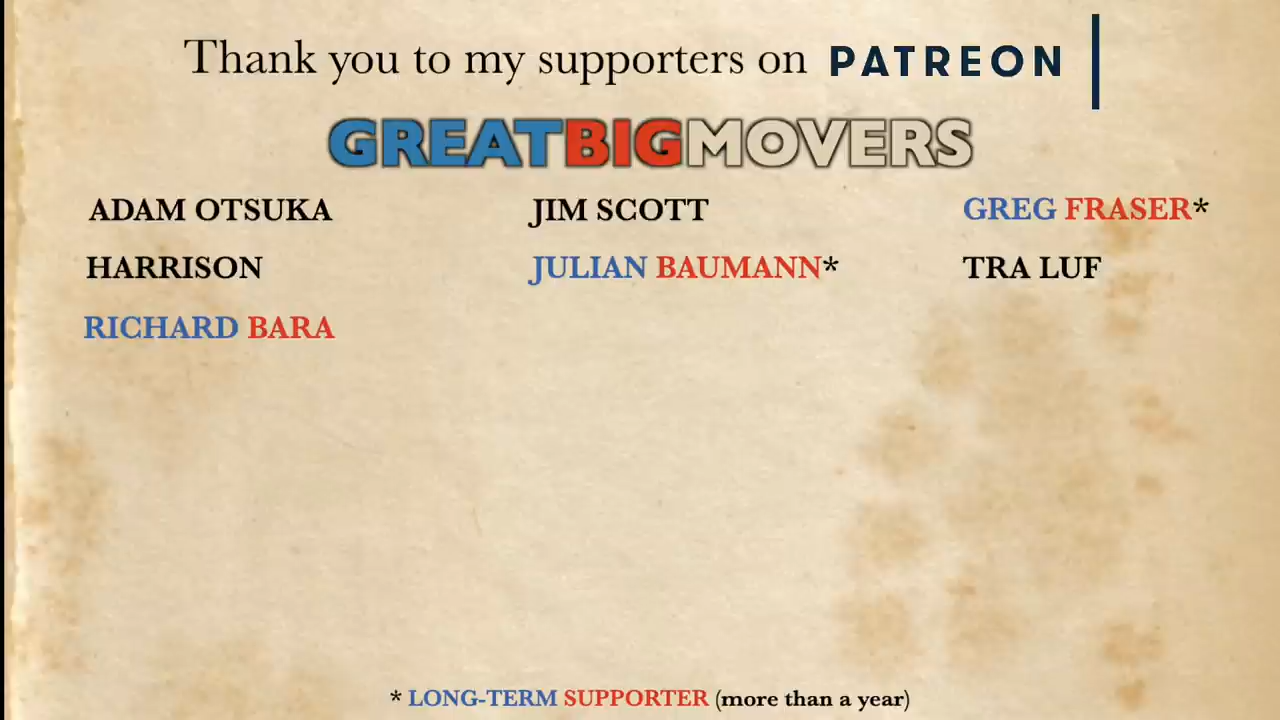 Thank you to my supporters on PATREON
GREATBIGMOVERS
ADAM OTSUKA JIM SCOTT GREG FRASER*
HARRISON JULIAN BAUMANN* TRA LUF
RICHARD BARA
* LONG-TERM SUPPORTER (more than a year)